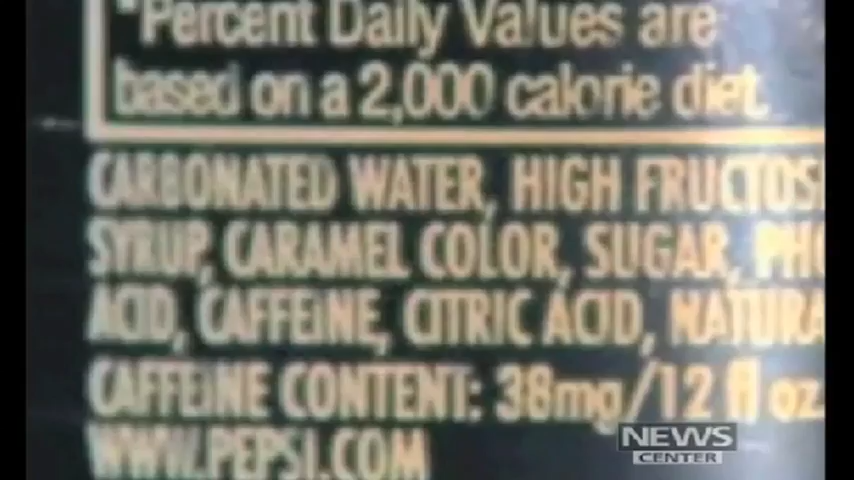 *Percent Daily Values are
based on a 2,000 calorie diet.
CARBONATED WATER, HIGH FRUCTOS
SYRUP, CARAMEL COLOR, SUGAR, PHO
ACID, CAFFEINE, CITRIC ACID, NATURA
CAFFEINE CONTENT: 38mg/12 fl oz
WWW.PEPSI.COM
NEWS
CENTER